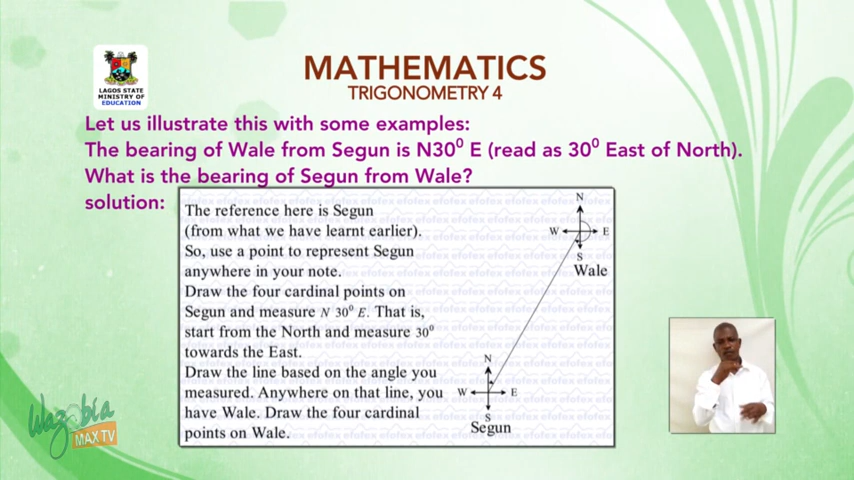 LAGOS STATE
MINISTRY OF
EDUCATION
MATHEMATICS
TRIGONOMETRY 4
Let us illustrate this with some examples:
The bearing of Wale from Segun is N30⁰ E (read as 30⁰ East of North).
What is the bearing of Segun from Wale?
solution:
The reference here is Segun
(from what we have learnt earlier).
So, use a point to represent Segun
anywhere in your note.
Draw the four cardinal points on
Segun and measure N 30⁰ E. That is,
start from the North and measure 30⁰
towards the East.
Draw the line based on the angle you
measured. Anywhere on that line, you
have Wale. Draw the four cardinal
points on Wale.
N
W E
S
Wale
N
W E
S
Segun
Wazobia
MAX TV